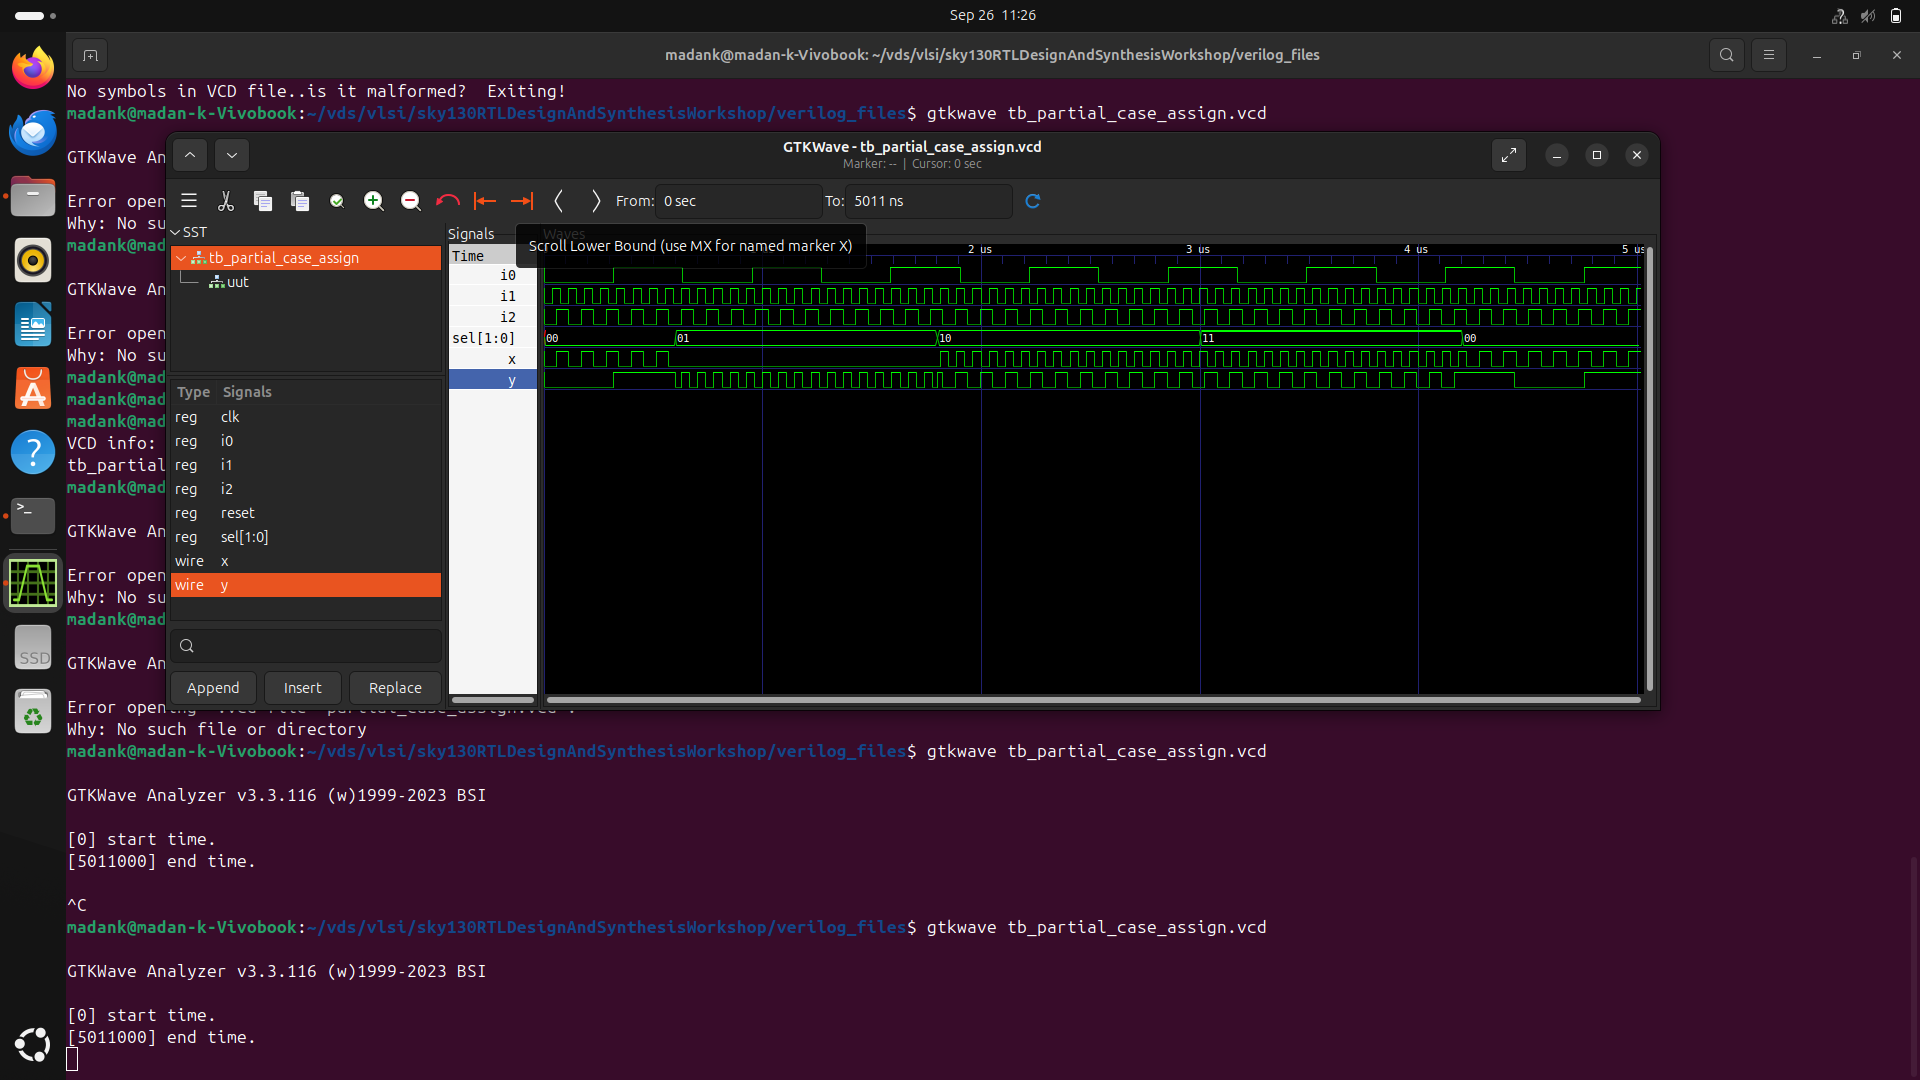 Sep 26 11:26
madank@madan-k-Vivobook: ~/vds/vlsi/sky130RTLDesignAndSynthesisWorkshop/verilog_files
No symbols in VCD file..is it malformed?  Exiting!
madank@madan-k-Vivobook:~/vds/vlsi/sky130RTLDesignAndSynthesisWorkshop/verilog_files$ gtkwave tb_partial_case_assign.vcd
GTKWave An
Error open
Why: No su
madank@mad
GTKWave An
Error open
Why: No su
madank@mad
madank@mad
madank@mad
VCD info:
tb_partial
madank@mad
GTKWave An
Error open
Why: No su
madank@mad
GTKWave An
GTKWave - tb_partial_case_assign.vcd
Marker: -- | Cursor: 0 sec
From: 0 sec To: 5011 ns
SST
tb_partial_case_assign
uut
Type Signals
reg clk
reg i0
reg i1
reg i2
reg reset
reg sel[1:0]
wire x
wire y
Append Insert Replace
Signals
Waves
Scroll Lower Bound (use MX for named marker X)
Time
2 us 3 us 4 us 5 us
i0
i1
i2
sel[1:0] 00 01 10 11 00
x
y
SSD
Error opening .vcd file 'partial_case_assign.vcd'.
Why: No such file or directory
madank@madan-k-Vivobook:~/vds/vlsi/sky130RTLDesignAndSynthesisWorkshop/verilog_files$ gtkwave tb_partial_case_assign.vcd
GTKWave Analyzer v3.3.116 (w)1999-2023 BSI
[0] start time.
[5011000] end time.
^C
madank@madan-k-Vivobook:~/vds/vlsi/sky130RTLDesignAndSynthesisWorkshop/verilog_files$ gtkwave tb_partial_case_assign.vcd
GTKWave Analyzer v3.3.116 (w)1999-2023 BSI
[0] start time.
[5011000] end time.